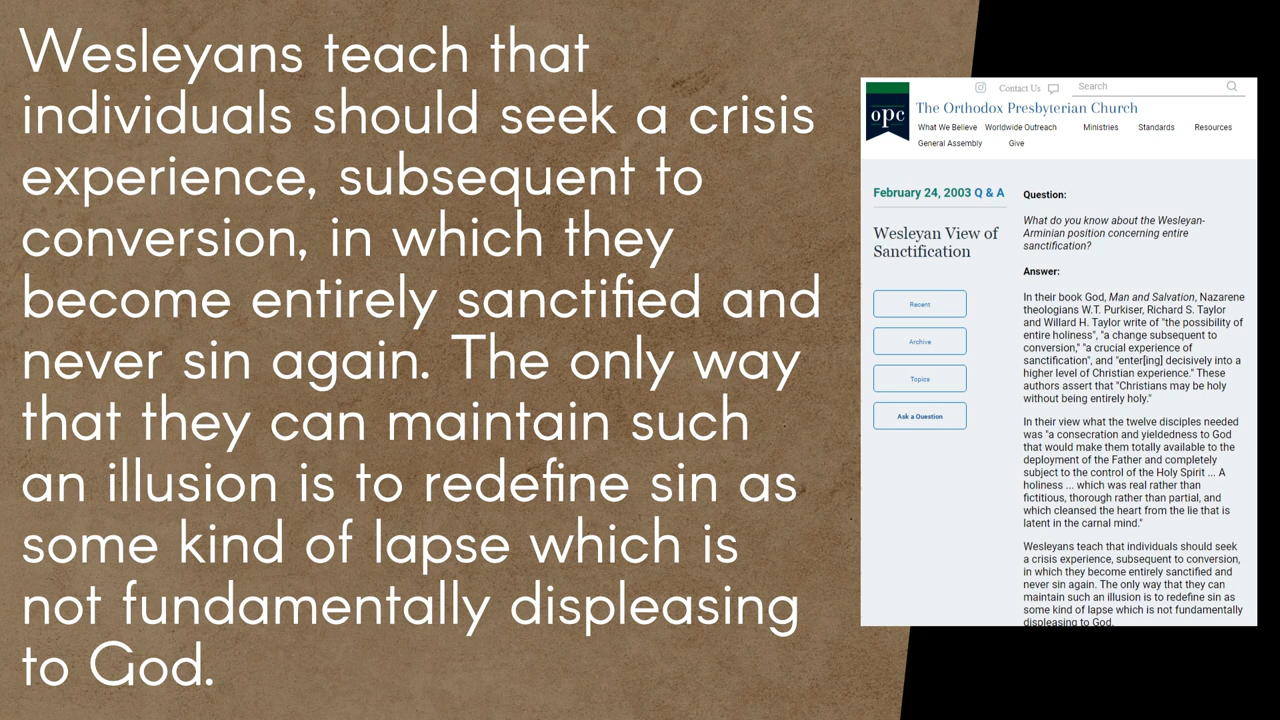 Wesleyans teach that
individuals should seek a crisis
experience, subsequent to
conversion, in which they
become entirely sanctified and
never sin again. The only way
that they can maintain such
an illusion is to redefine sin as
some kind of lapse which is
not fundamentally displeasing
to God.
Contact Us
Search
opc
The Orthodox Presbyterian Church
What We Believe Worldwide Outreach Ministries Standards Resources
General Assembly Give
February 24, 2003 Q & A
Wesleyan View of
Sanctification
Recent
Archive
Topics
Ask a Question
Question:
What do you know about the Wesleyan-
Arminian position concerning entire
sanctification?
Answer:
In their book God, Man and Salvation, Nazarene
theologians W.T. Purkiser, Richard S. Taylor
and Willard H. Taylor write of "the possibility of
entire holiness", "a change subsequent to
conversion," "a crucial experience of
sanctification", and "enter[ing] decisively into a
higher level of Christian experience." These
authors assert that "Christians may be holy
without being entirely holy."
In their view what the twelve disciples needed
was "a consecration and yieldedness to God
that would make them totally available to the
deployment of the Father and completely
subject to the control of the Holy Spirit ... A
holiness ... which was real rather than
fictitious, thorough rather than partial, and
which cleansed the heart from the lie that is
latent in the carnal mind."
Wesleyans teach that individuals should seek
a crisis experience, subsequent to conversion,
in which they become entirely sanctified and
never sin again. The only way that they can
maintain such an illusion is to redefine sin as
some kind of lapse which is not fundamentally
displeasing to God.